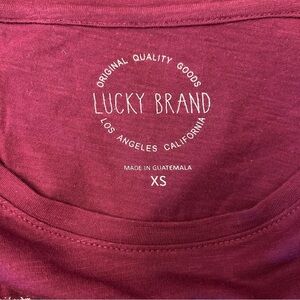 ORIGINAL QUALITY GOODS
LUCKY BRAND
LOS ANGELES CALIFORNIA
MADE IN GUATEMALA
XS